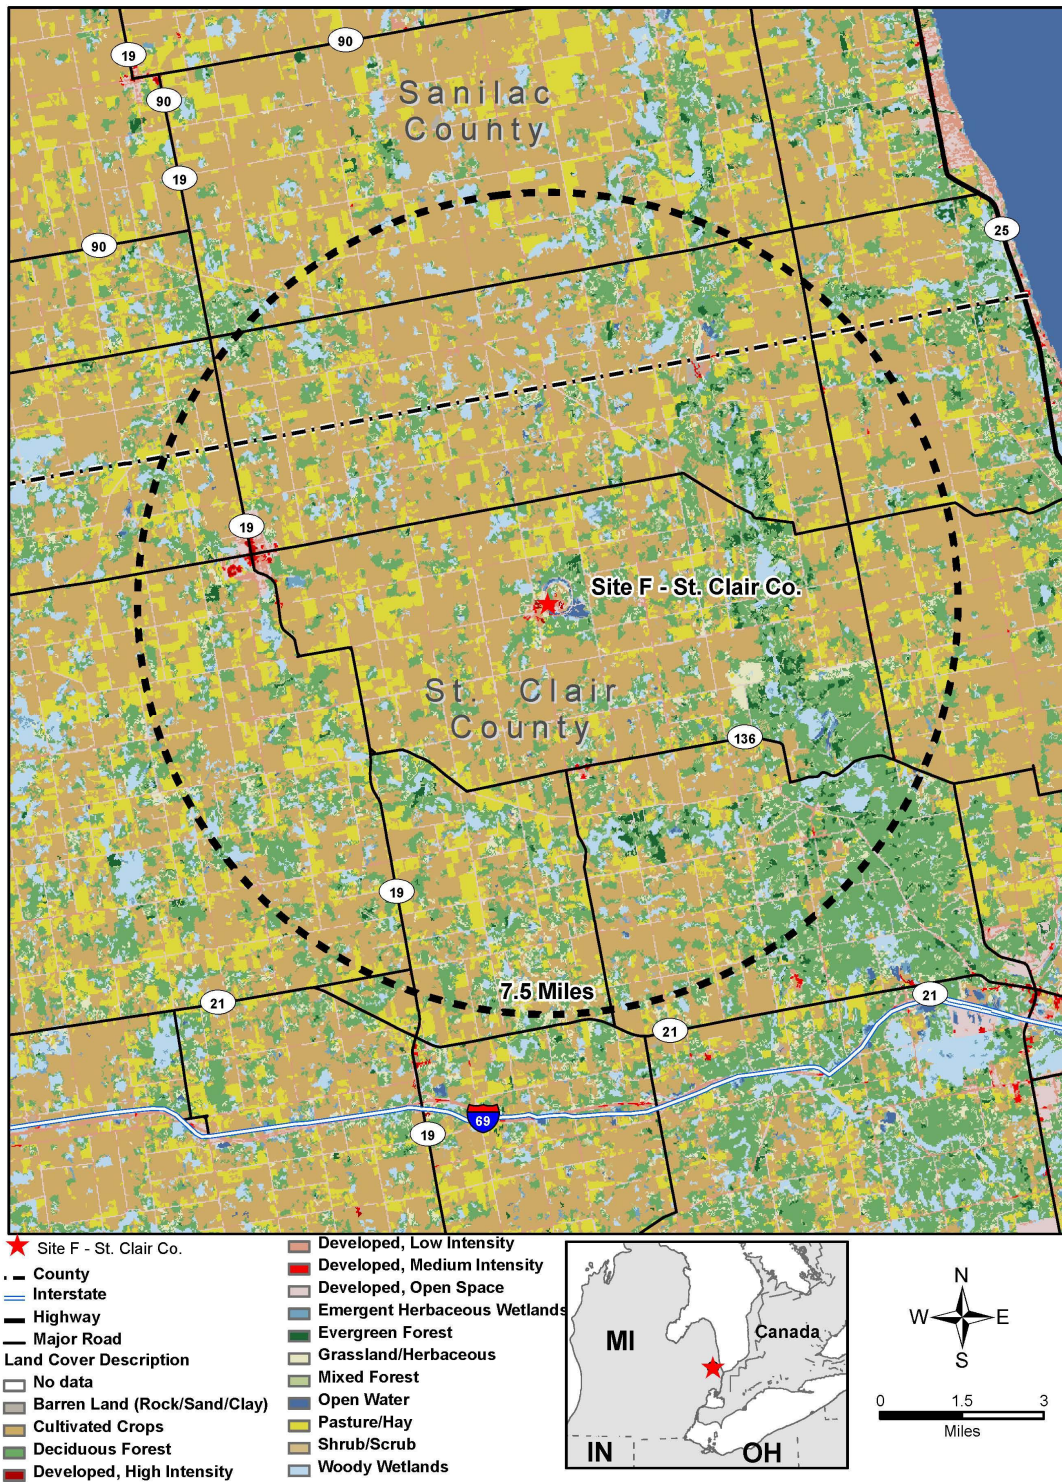 90
19
90
Sanilac
County
19
25
90
19
Site F - St. Clair Co.
St. Clair
County
136
19
7.5 Miles
21
21
21
69
19
Site F - St. Clair Co.
County
Interstate
Highway
Major Road
Land Cover Description
No data
Barren Land (Rock/Sand/Clay)
Cultivated Crops
Deciduous Forest
Developed, High Intensity
Developed, Low Intensity
Developed, Medium Intensity
Developed, Open Space
Emergent Herbaceous Wetlands
Evergreen Forest
Grassland/Herbaceous
Mixed Forest
Open Water
Pasture/Hay
Shrub/Scrub
Woody Wetlands
MI
Canada
IN
OH
N
W
E
S
0 1.5 3
Miles